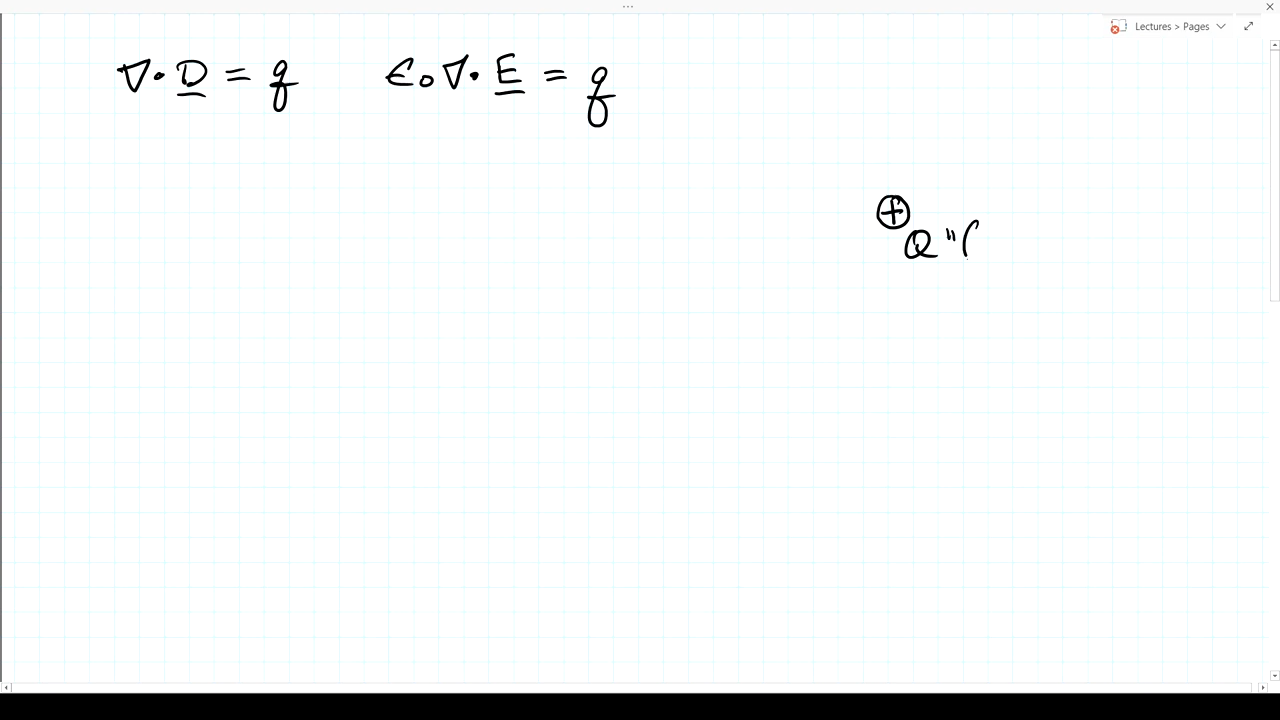 Lectures > Pages
∇· D = q    ϵ₀ ∇· E = q
+
Q "(